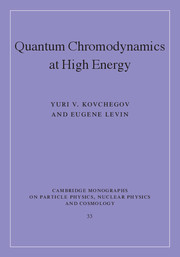 Quantum Chromodynamics
at High Energy
YURI V. KOVCHEGOV
AND EUGENE LEVIN
CAMBRIDGE MONOGRAPHS
ON PARTICLE PHYSICS, NUCLEAR PHYSICS
AND COSMOLOGY
33